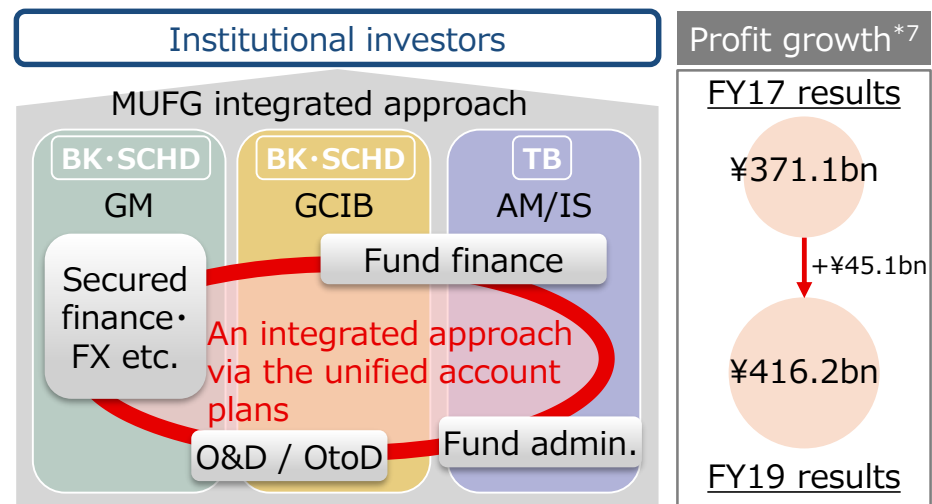 Institutional investors
MUFG integrated approach
BK･SCHD
GM
BK･SCHD
GCIB
TB
AM/IS
Secured
finance･
FX etc.
Fund finance
An integrated approach
via the unified account
plans
O&D / OtoD
Fund admin.
Profit growth*7
FY17 results
¥371.1bn
+¥45.1bn
¥416.2bn
FY19 results